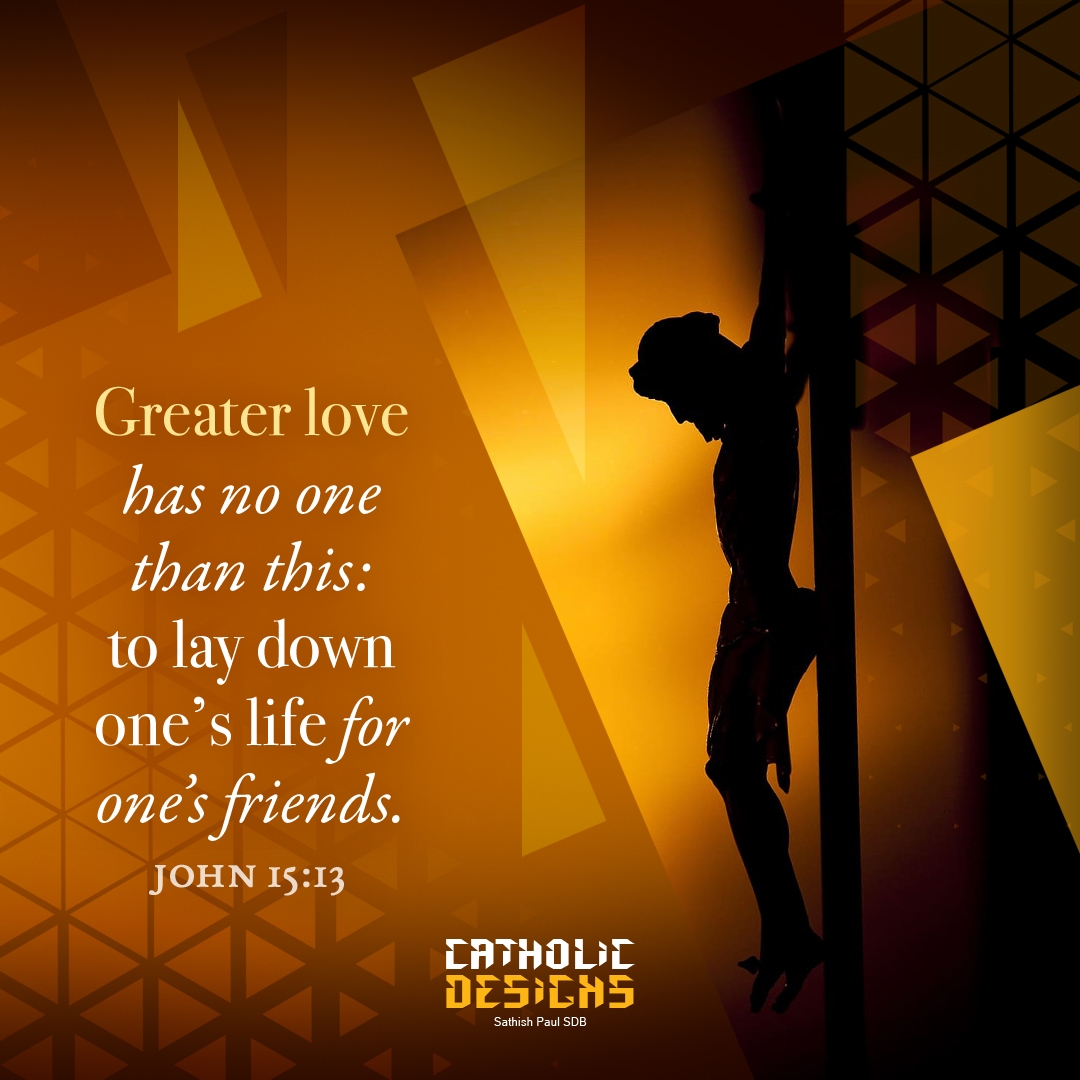 Greater love
has no one
than this:
to lay down
one’s life for
one’s friends.
JOHN 15:13
CATHOLIC
DESIGNS
Sathish Paul SDB